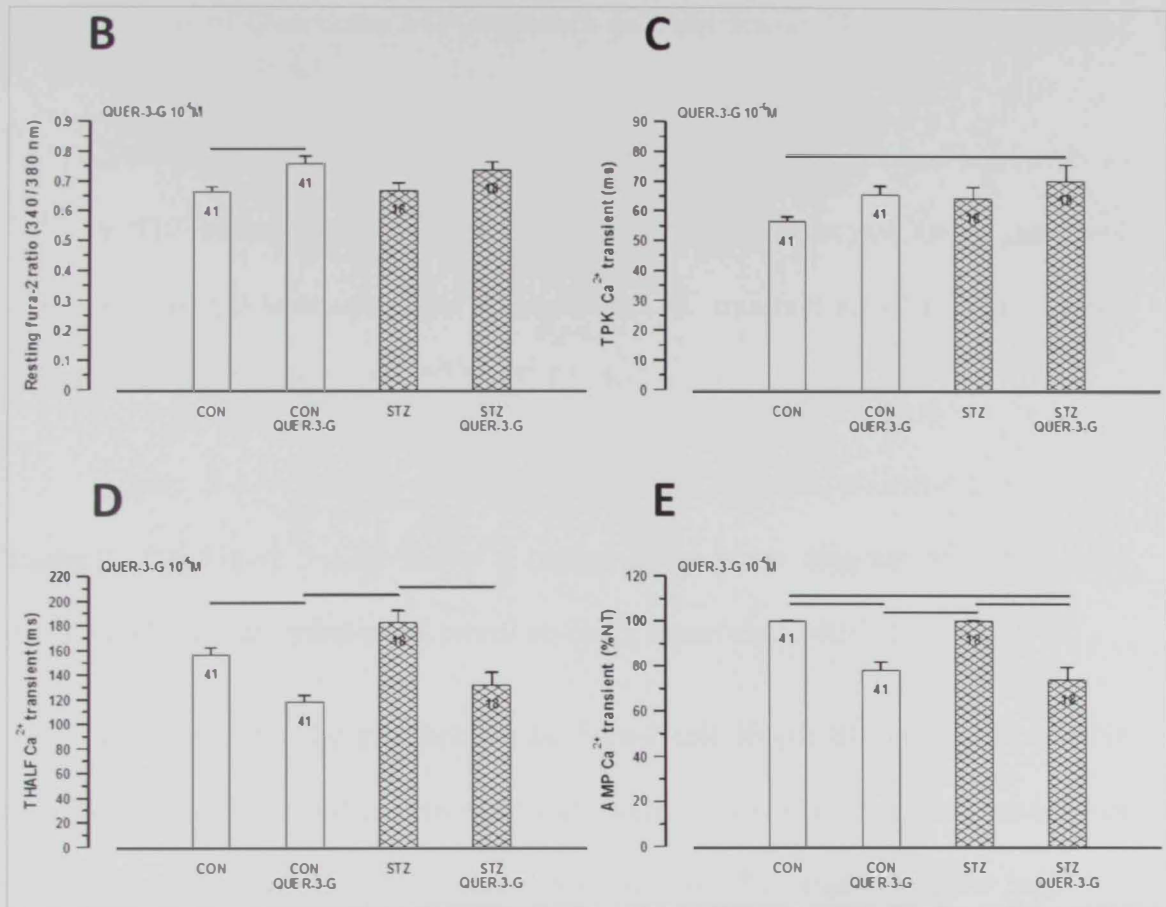 B
QUER-3-G 10⁻⁶M
Resting fura-2 ratio (340/380 nm)
0.9
0.8
0.7
0.6
0.5
0.4
0.3
0.2
0.1
0
41
41
CON
CON
QUER-3-G
STZ
STZ
QUER-3-G
C
QUER-3-G 10⁻⁶M
TPK Ca²⁺ transient (ms)
90
80
70
60
50
40
30
20
10
0
41
41
CON
CON
QUER-3-G
STZ
STZ
QUER-3-G
D
QUER-3-G 10⁻⁶M
THALF Ca²⁺ transient (ms)
220
200
180
160
140
120
100
80
60
40
20
0
41
41
18
18
CON
CON
QUER-3-G
STZ
STZ
QUER-3-G
E
QUER-3-G 10⁻⁶M
AMP Ca²⁺ transient (%NT)
120
100
80
60
40
20
0
41
41
18
18
CON
CON
QUER-3-G
STZ
STZ
QUER-3-G